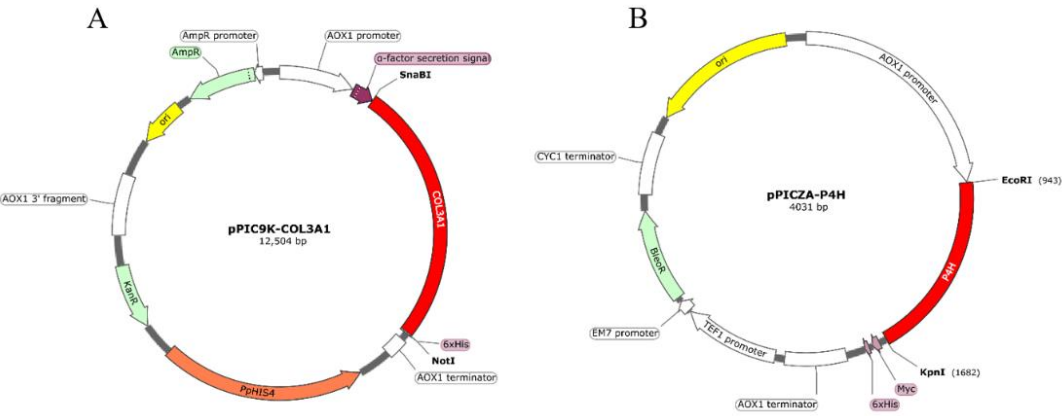 A
AmpR promoter
AOX1 promoter
AmpR
α-factor secretion signal
SnaBI
ori
COL3A1
AOX1 3' fragment
pPIC9K-COL3A1
12,504 bp
KanR
6xHis
NotI
AOX1 terminator
PpHIS4
B
ori
AOX1 promoter
CYC1 terminator
EcoRI (943)
pPICZA-P4H
4031 bp
BleoR
P4H
EM7 promoter
TEF1 promoter
KpnI (1682)
Myc
6xHis
AOX1 terminator